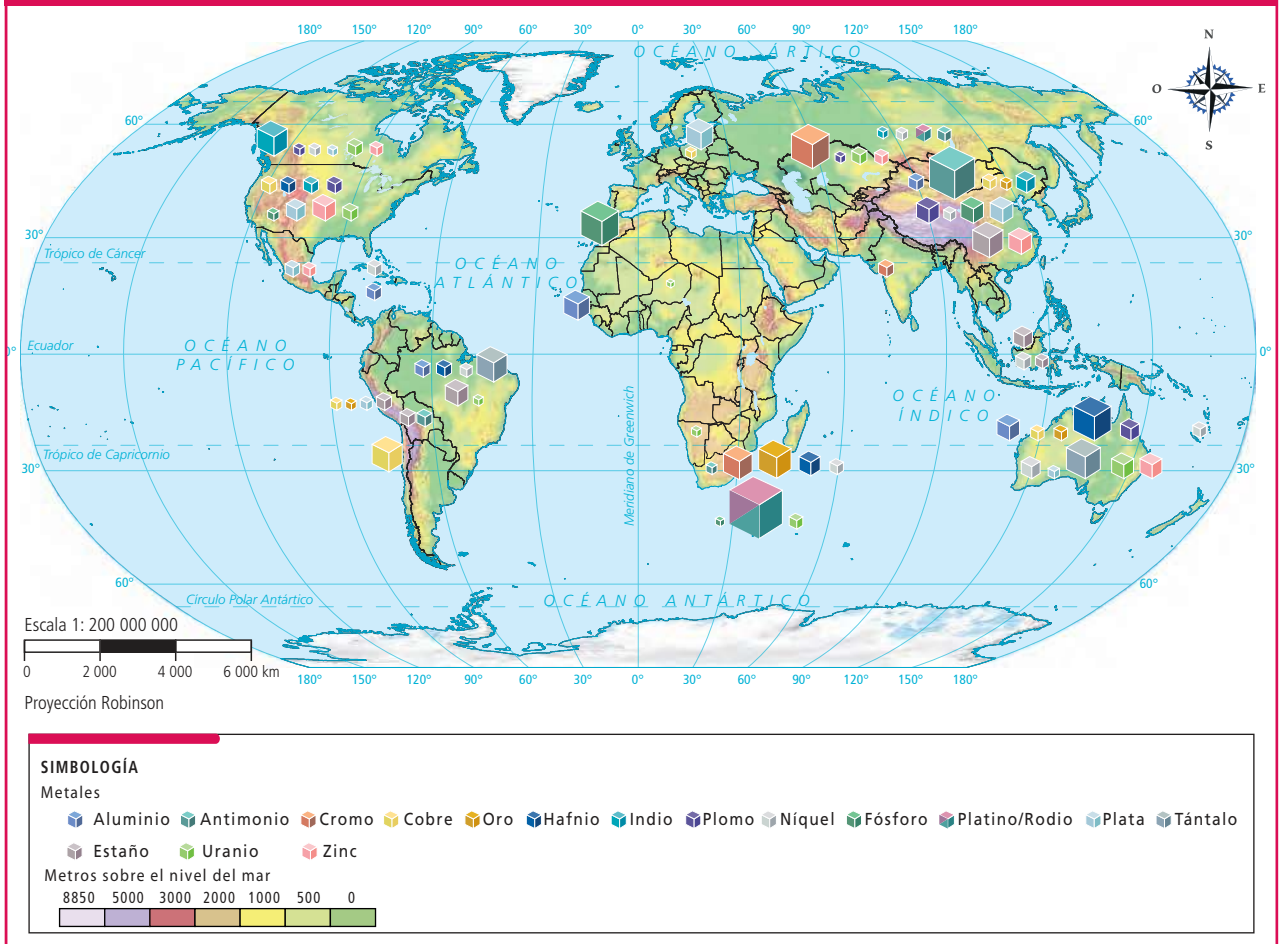 180° 150° 120° 90° 60° 30° 0° 30° 60° 90° 120° 150° 180°
OCÉANO ÁRTICO
N
O E
S
60° 60°
30° 30°
Trópico de Cáncer
OCÉANO
ATLÁNTICO
Ecuador
0° 0°
OCÉANO
PACÍFICO
OCÉANO
ÍNDICO
Meridiano de Greenwich
Trópico de Capricornio
30° 30°
60° 60°
Círculo Polar Antártico
OCÉANO ANTÁRTICO
180° 150° 120° 90° 60° 30° 0° 30° 60° 90° 120° 150° 180°
Escala 1: 200 000 000
0 2 000 4 000 6 000 km
Proyección Robinson
SIMBOLOGÍA
Metales
Aluminio Antimonio Cromo Cobre Oro Hafnio Indio Plomo Níquel Fósforo Platino/Rodio Plata Tántalo
Estaño Uranio Zinc
Metros sobre el nivel del mar
8850 5000 3000 2000 1000 500 0